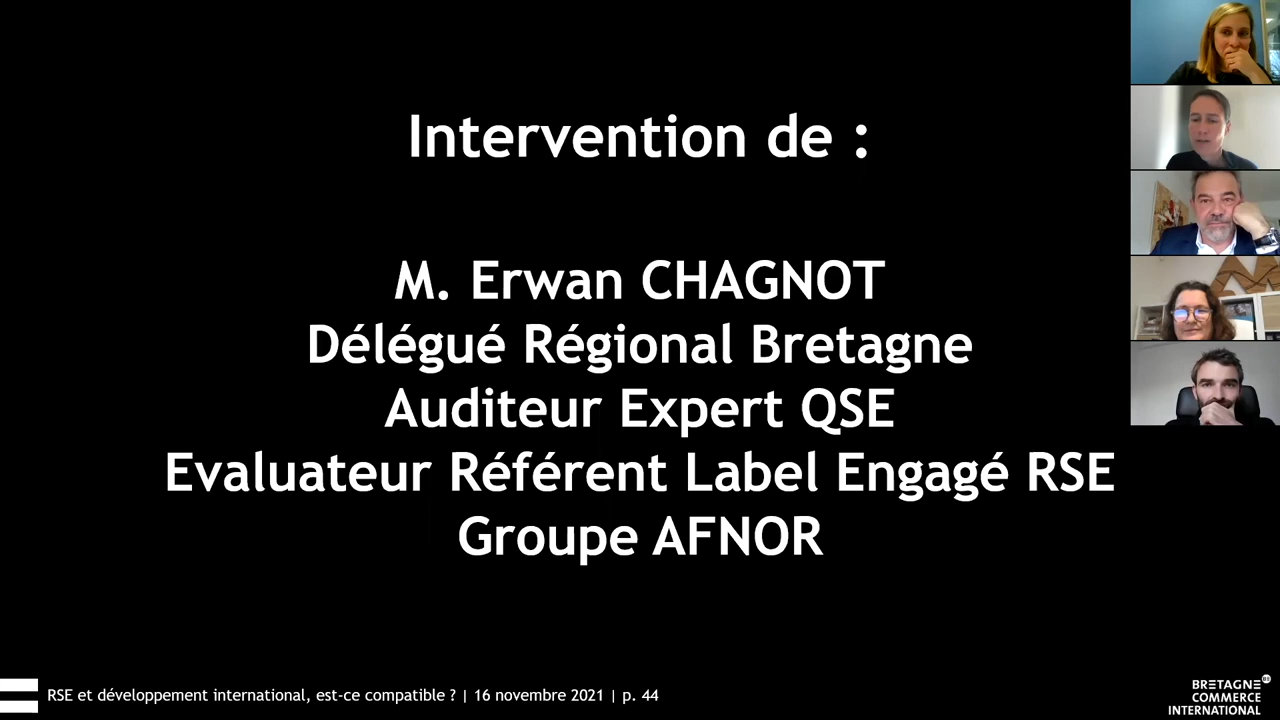 Intervention de :
M. Erwan CHAGNOT
Délégué Régional Bretagne
Auditeur Expert QSE
Evaluateur Référent Label Engagé RSE
Groupe AFNOR
RSE et développement international, est-ce compatible ? | 16 novembre 2021 | p. 44
BRETAGNE
COMMERCE
INTERNATIONAL